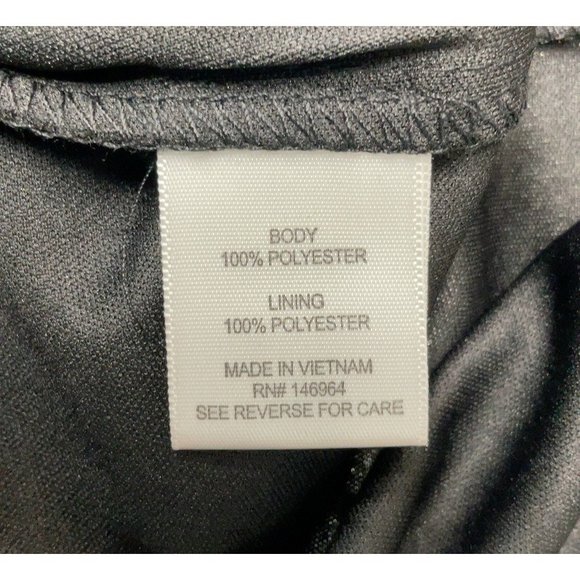 BODY
100% POLYESTER
LINING
100% POLYESTER
MADE IN VIETNAM
RN# 146964
SEE REVERSE FOR CARE